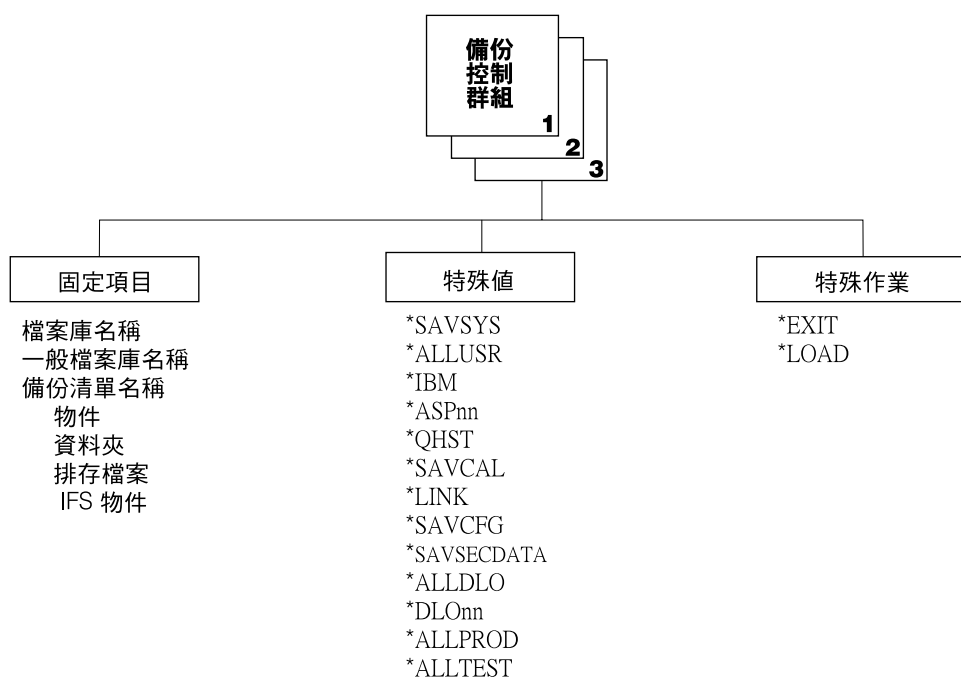 備份
控制
群組
1
2
3
固定項目
檔案庫名稱
一般檔案庫名稱
備份清單名稱
物件
資料夾
排存檔案
IFS 物件
特殊值
*SAVSYS
*ALLUSR
*IBM
*ASPnn
*QHST
*SAVCAL
*LINK
*SAVCFG
*SAVSECDATA
*ALLDLO
*DLOnn
*ALLPROD
*ALLTEST
特殊作業
*EXIT
*LOAD